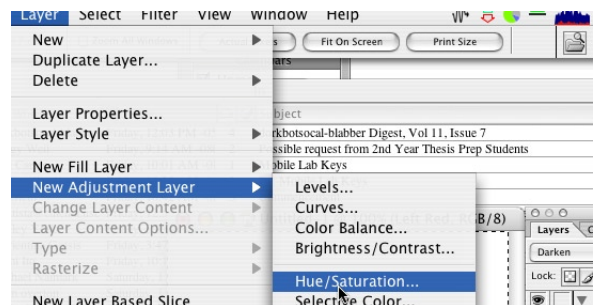 Layer Select Filter View Window Help
Fit On Screen Print Size
New
Duplicate Layer...
Delete
Layer Properties...
Layer Style
New Fill Layer
New Adjustment Layer
Change Layer Content
Layer Content Options...
Type
Rasterize
New Layer Based Slice
Levels...
Curves...
Color Balance...
Brightness/Contrast...
Hue/Saturation...
Selective Color...
bject
rkbotsocal-blabber Digest, Vol 11, Issue 7
ssible request from 2nd Year Thesis Prep Students
bile Lab Keys
GB/8)
Layers
Darken
Lock: